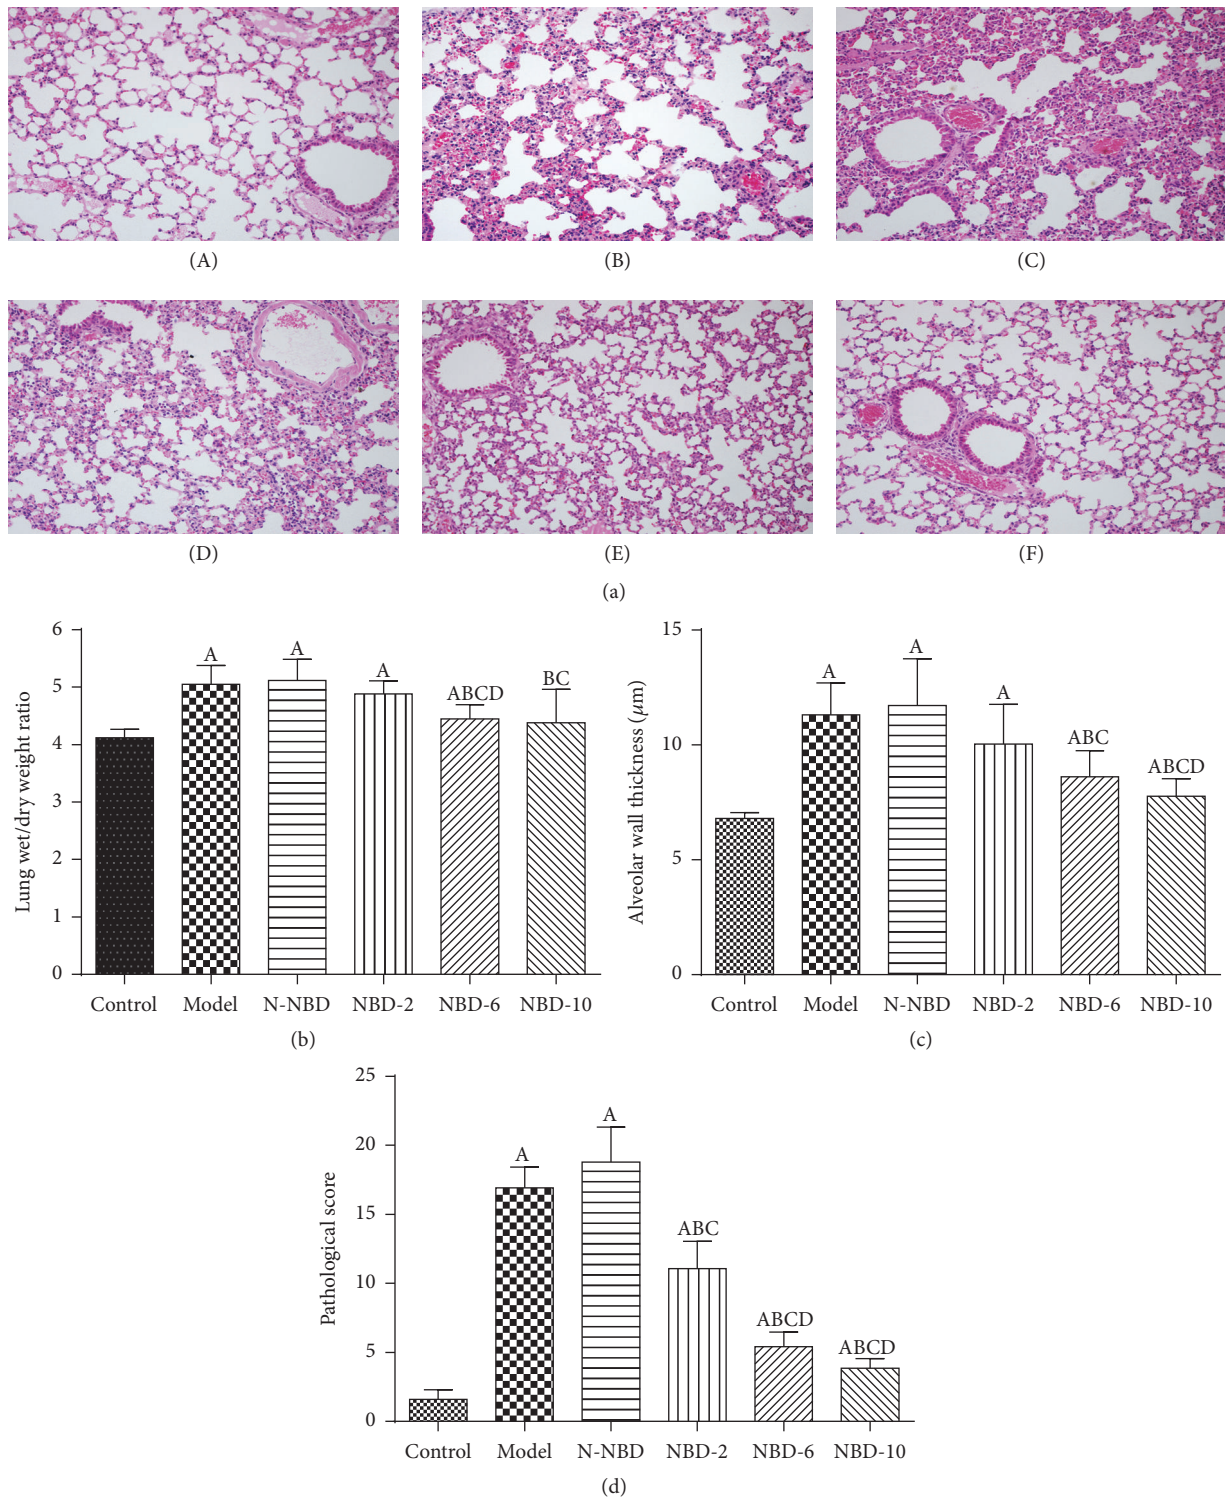 (A) (B) (C)
(D) (E) (F)
(a)
Lung wet/dry weight ratio
6
5
4
3
2
1
0
A A A ABCD BC
Control Model N-NBD NBD-2 NBD-6 NBD-10
(b)
Alveolar wall thickness (μm)
15
10
5
0
A A A ABC ABCD
Control Model N-NBD NBD-2 NBD-6 NBD-10
(c)
Pathological score
25
20
15
10
5
0
A A ABC ABCD ABCD
Control Model N-NBD NBD-2 NBD-6 NBD-10
(d)